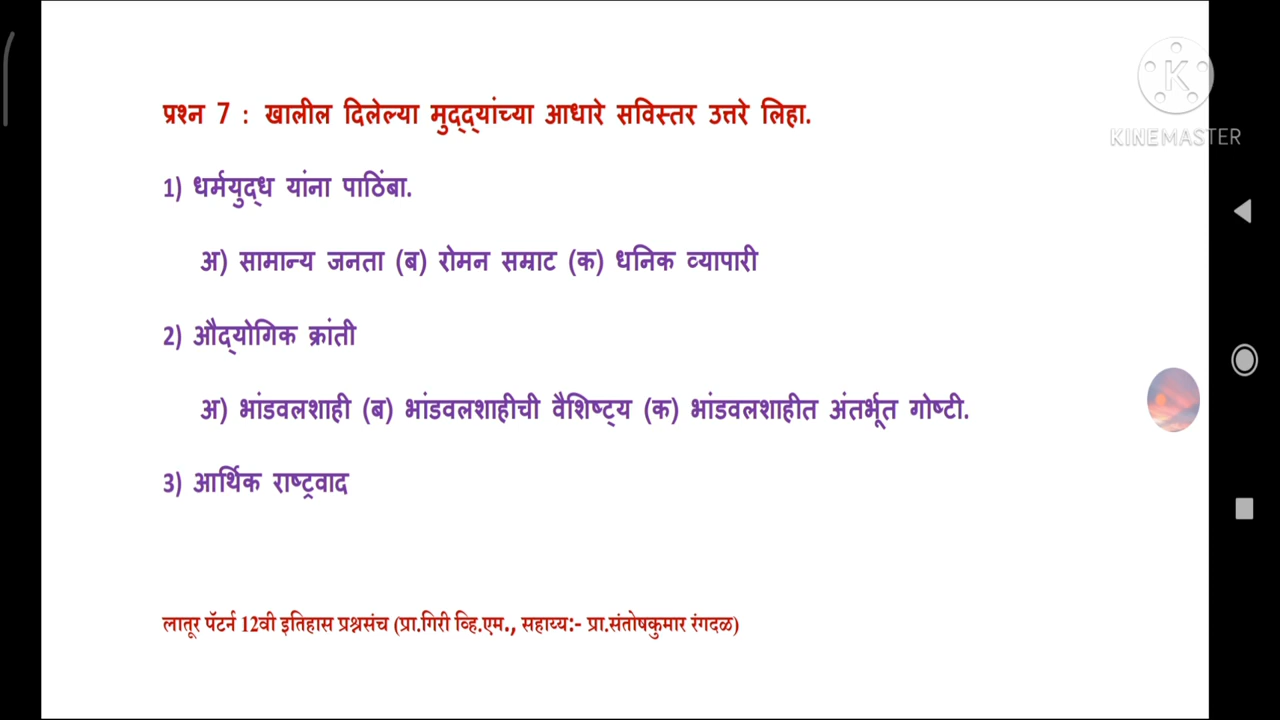 KINEMASTER
प्रश्न 7 : खालील दिलेल्या मुद्द्यांच्या आधारे सविस्तर उत्तरे लिहा.
1) धर्मयुद्ध यांना पाठिंबा.
अ) सामान्य जनता (ब) रोमन सम्राट (क) धनिक व्यापारी
2) औद्योगिक क्रांती
अ) भांडवलशाही (ब) भांडवलशाहीची वैशिष्ट्य (क) भांडवलशाहीत अंतर्भूत गोष्टी.
3) आर्थिक राष्ट्रवाद
लातूर पॅटर्न 12वी इतिहास प्रश्नसंच (प्रा.गिरी व्हि.एम., सहाय्य:- प्रा.संतोषकुमार रंगदळ)